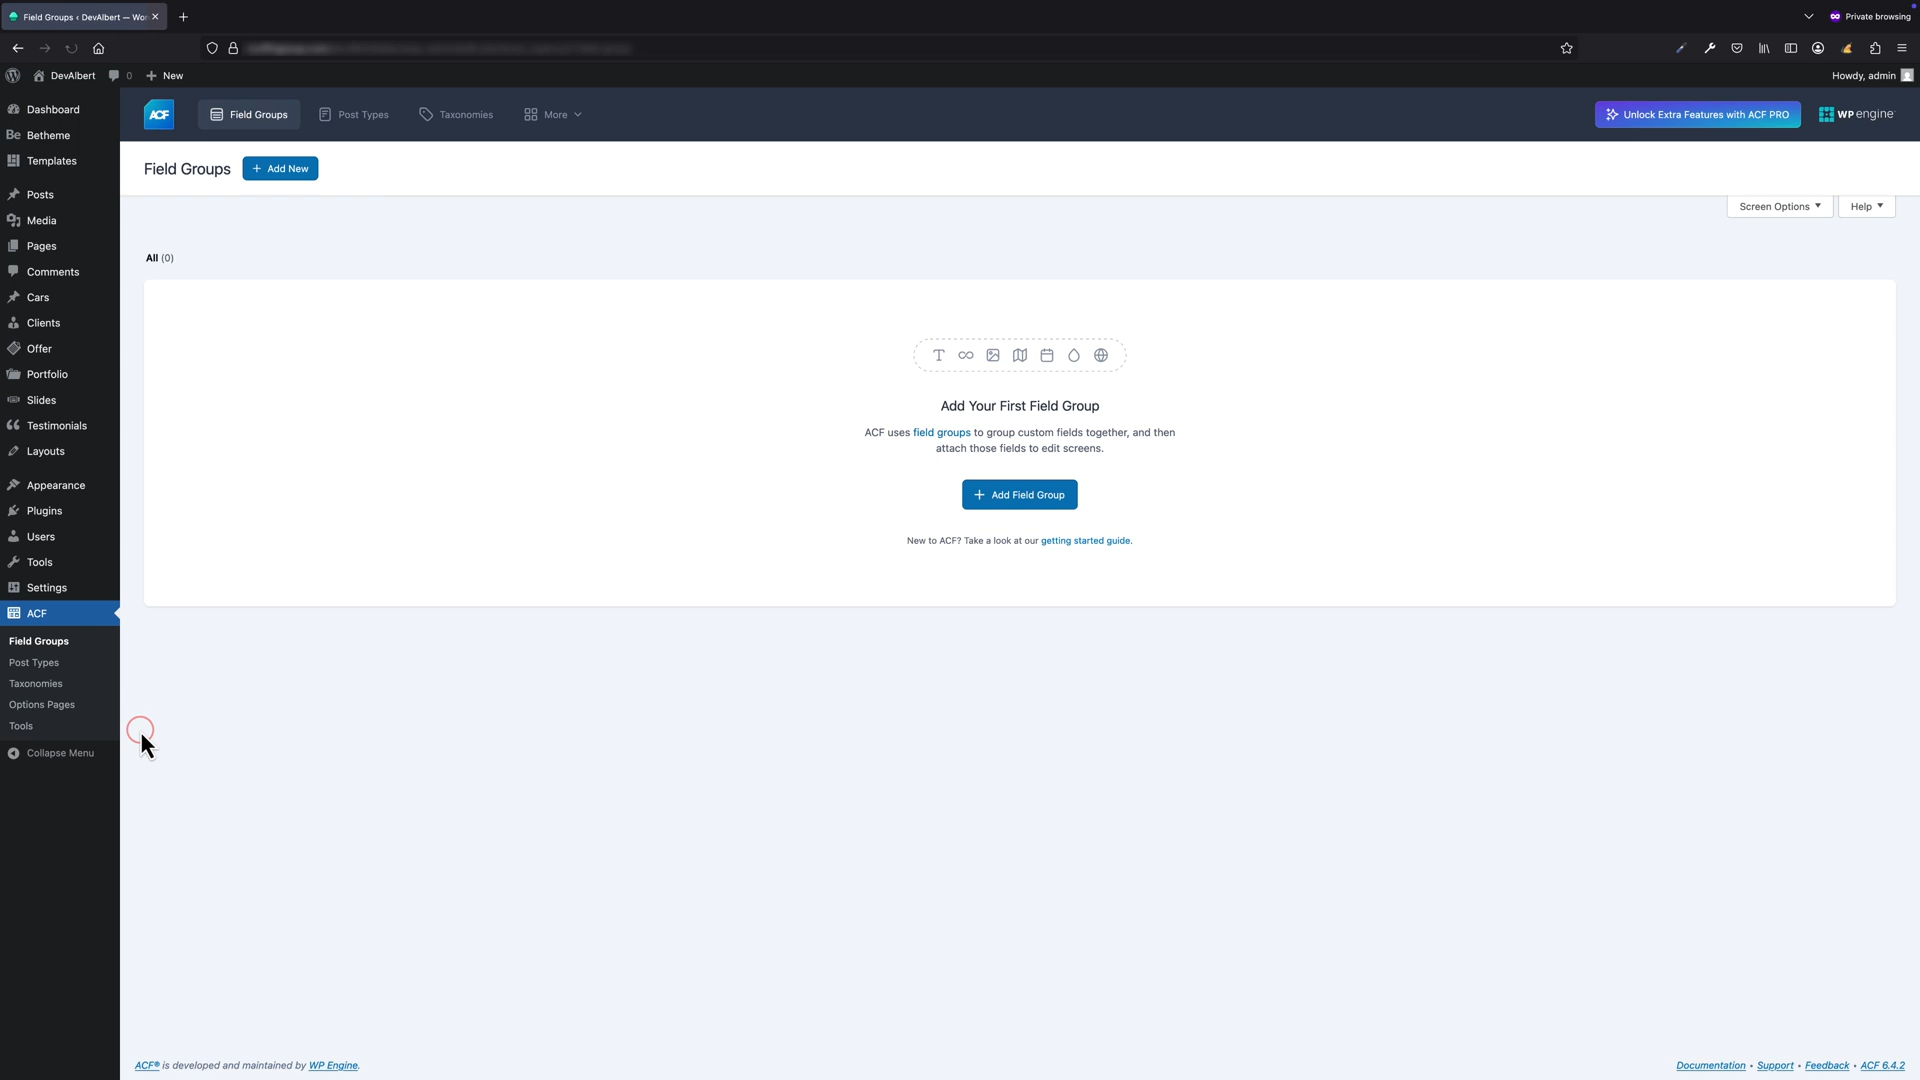 Field Groups ‹ DevAlbert — Wor
Private browsing
DevAlbert
0
New
Howdy, admin
Dashboard
Betheme
Templates
Posts
Media
Pages
Comments
Cars
Clients
Offer
Portfolio
Slides
Testimonials
Layouts
Appearance
Plugins
Users
Tools
Settings
ACF
Field Groups
Post Types
Taxonomies
Options Pages
Tools
Collapse Menu
ACF
Field Groups
Post Types
Taxonomies
More
Unlock Extra Features with ACF PRO
WP engine
Field Groups
+ Add New
Screen Options
Help
All (0)
Add Your First Field Group
ACF uses field groups to group custom fields together, and then
attach those fields to edit screens.
+ Add Field Group
New to ACF? Take a look at our getting started guide.
ACF® is developed and maintained by WP Engine.
Documentation · Support · Feedback · ACF 6.4.2